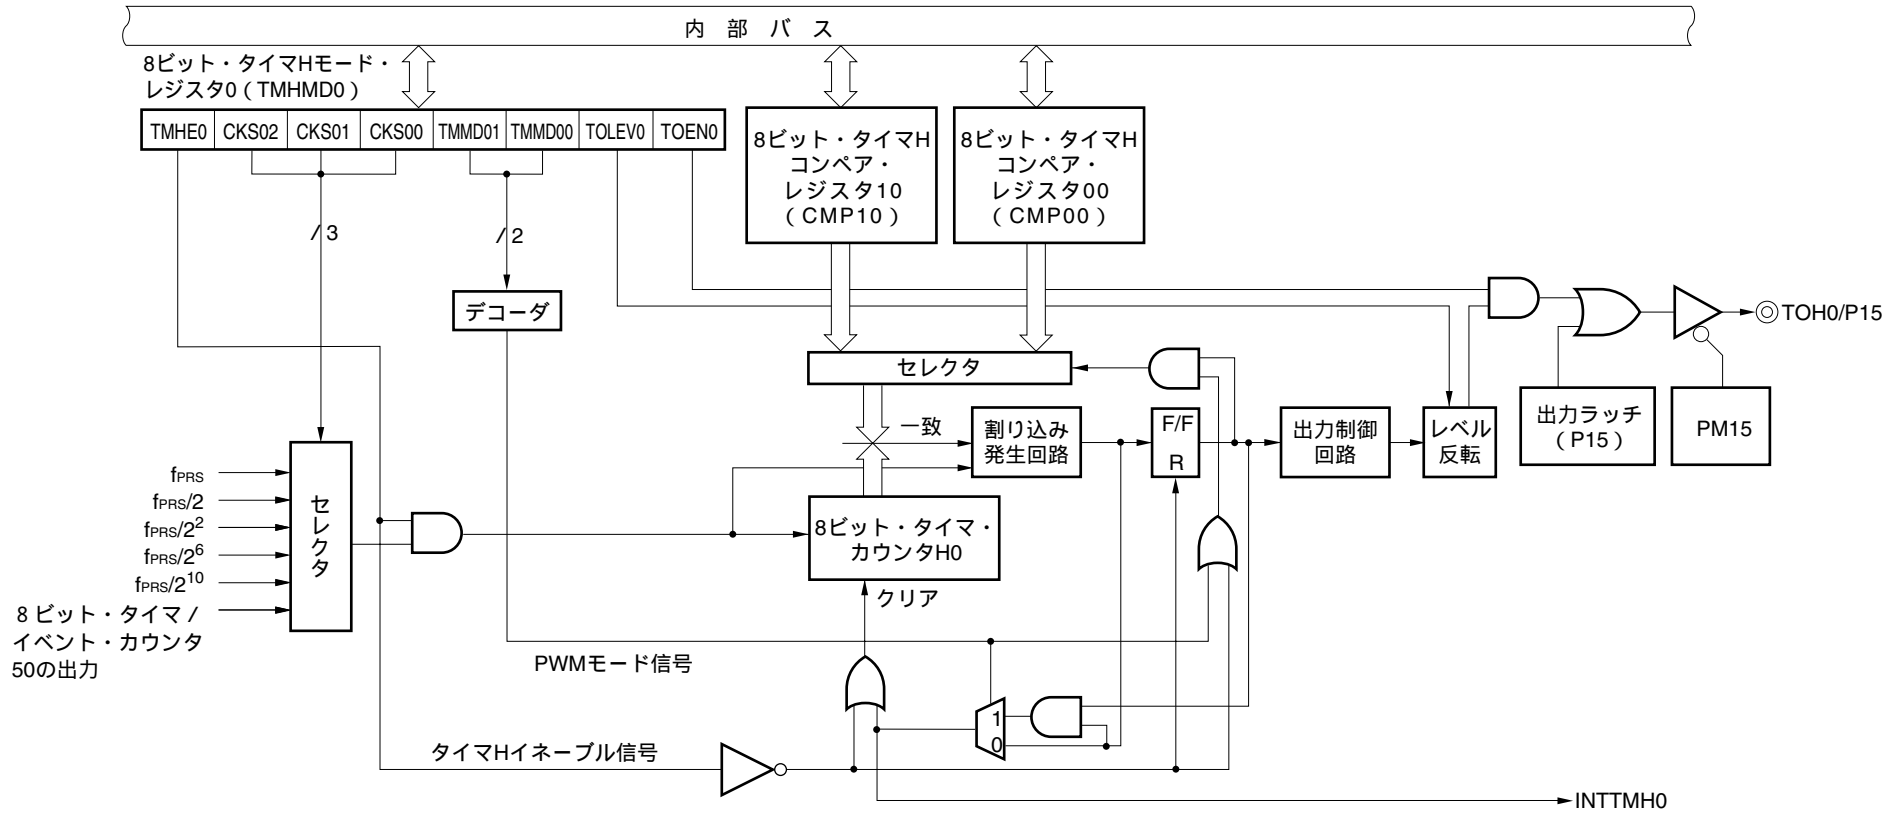 内 部 バ ス
8ビット・タイマHモード・
レジスタ0(TMHMD0)
TMHE0 CKS02 CKS01 CKS00 TMMD01 TMMD00 TOLEV0 TOEN0
8ビット・タイマH
コンペア・
レジスタ10
(CMP10)
8ビット・タイマH
コンペア・
レジスタ00
(CMP00)
/ 3
/ 2
デコーダ
TOH0/P15
セレクタ
一致
割り込み
発生回路
F/F
R
出力制御
回路
レベル
反転
出力ラッチ
(P15)
PM15
fPRS
fPRS/2
fPRS/2²
fPRS/2⁶
fPRS/2¹⁰
8 ビット・タイマ /
イベント・カウンタ
50の出力
セレクタ
8ビット・タイマ・
カウンタH0
クリア
PWMモード信号
1
0
タイマHイネーブル信号
INTTMH0